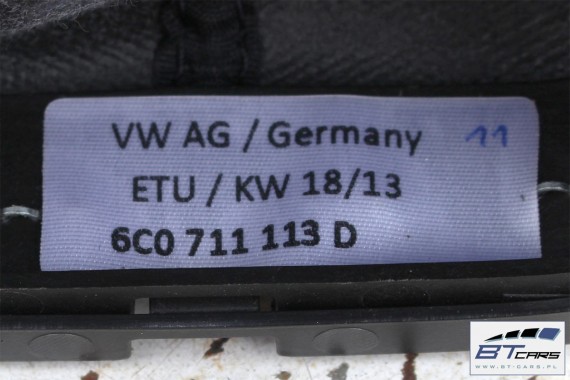 VW AG / Germany 11
ETU / KW 18/13
6C0 711 113 D
BT CARS
WWW.BT-CARS.PL